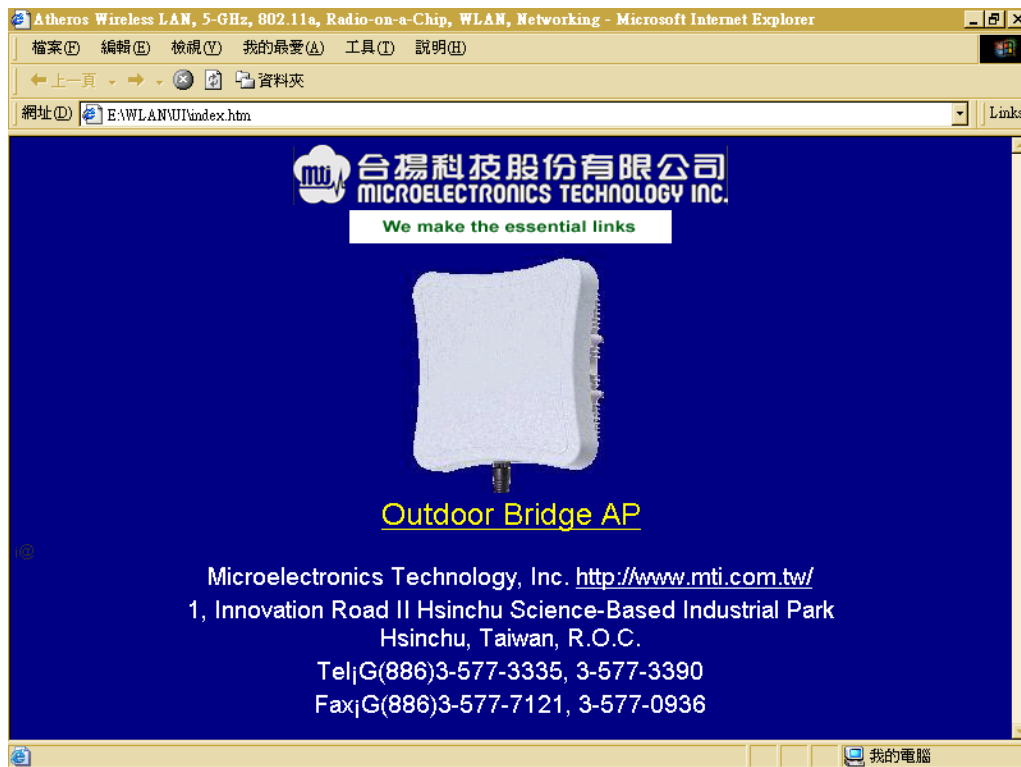 Atheros Wireless LAN, 5-GHz, 802.11a, Radio-on-a-Chip, WLAN, Networking - Microsoft Internet Explorer
檔案(F) 編輯(E) 檢視(V) 我的最愛(A) 工具(T) 說明(H)
上一頁 資料夾
網址(D) E:\WLAN\UI\index.htm Links
mti 台揚科技股份有限公司
MICROELECTRONICS TECHNOLOGY INC.
We make the essential links
Outdoor Bridge AP
¡@
Microelectronics Technology, Inc. http://www.mti.com.tw/
1, Innovation Road II Hsinchu Science-Based Industrial Park
Hsinchu, Taiwan, R.O.C.
Tel¡G(886)3-577-3335, 3-577-3390
Fax¡G(886)3-577-7121, 3-577-0936
我的電腦